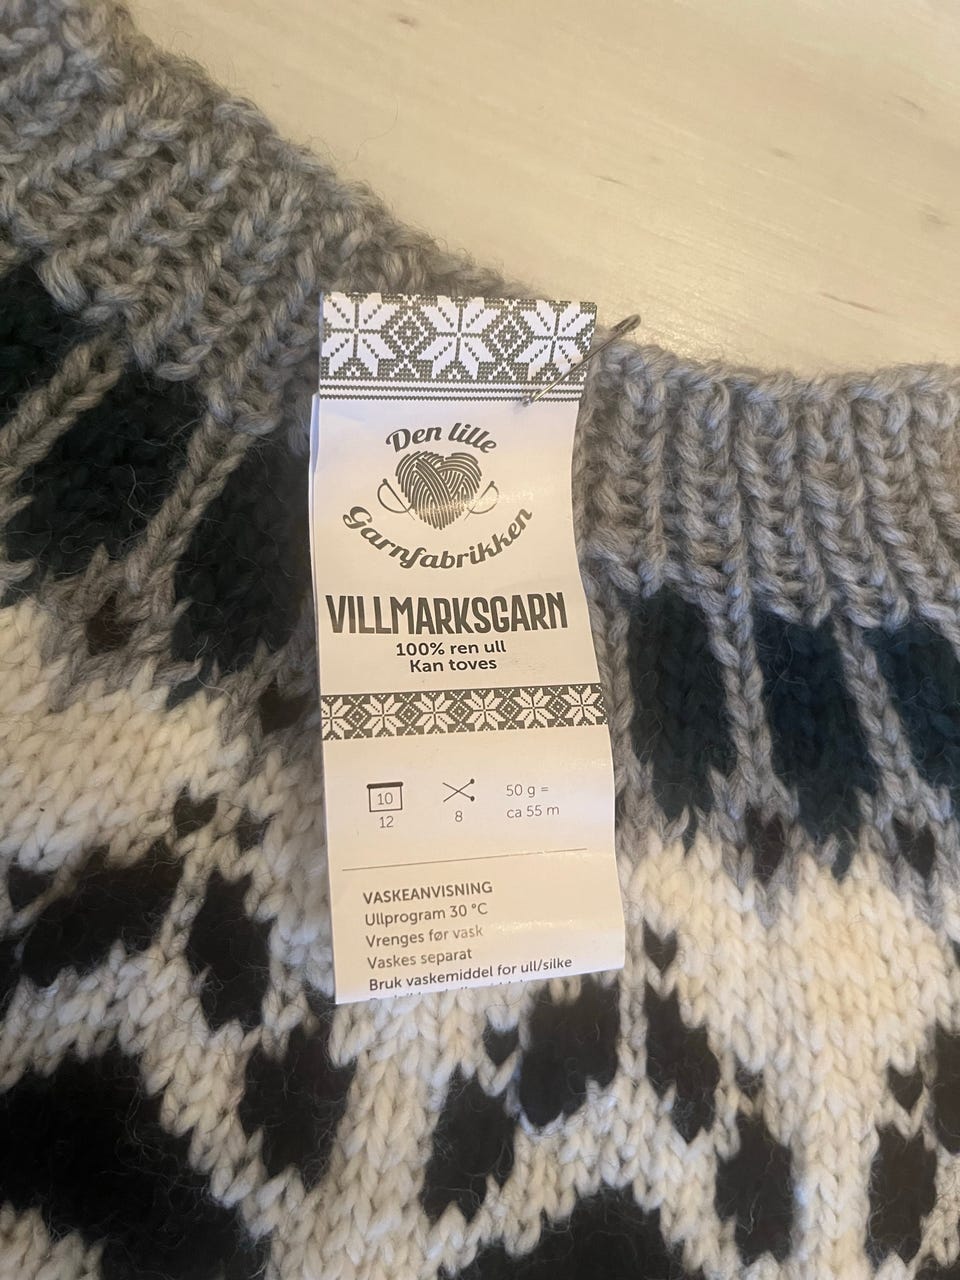 Den lille
Garnfabrikken
VILLMARKSGARN
100% ren ull
Kan toves
10
12
8
50 g =
ca 55 m
VASKEANVISNING
Ullprogram 30 °C
Vrenges før vask
Vaskes separat
Bruk vaskemiddel for ull/silke